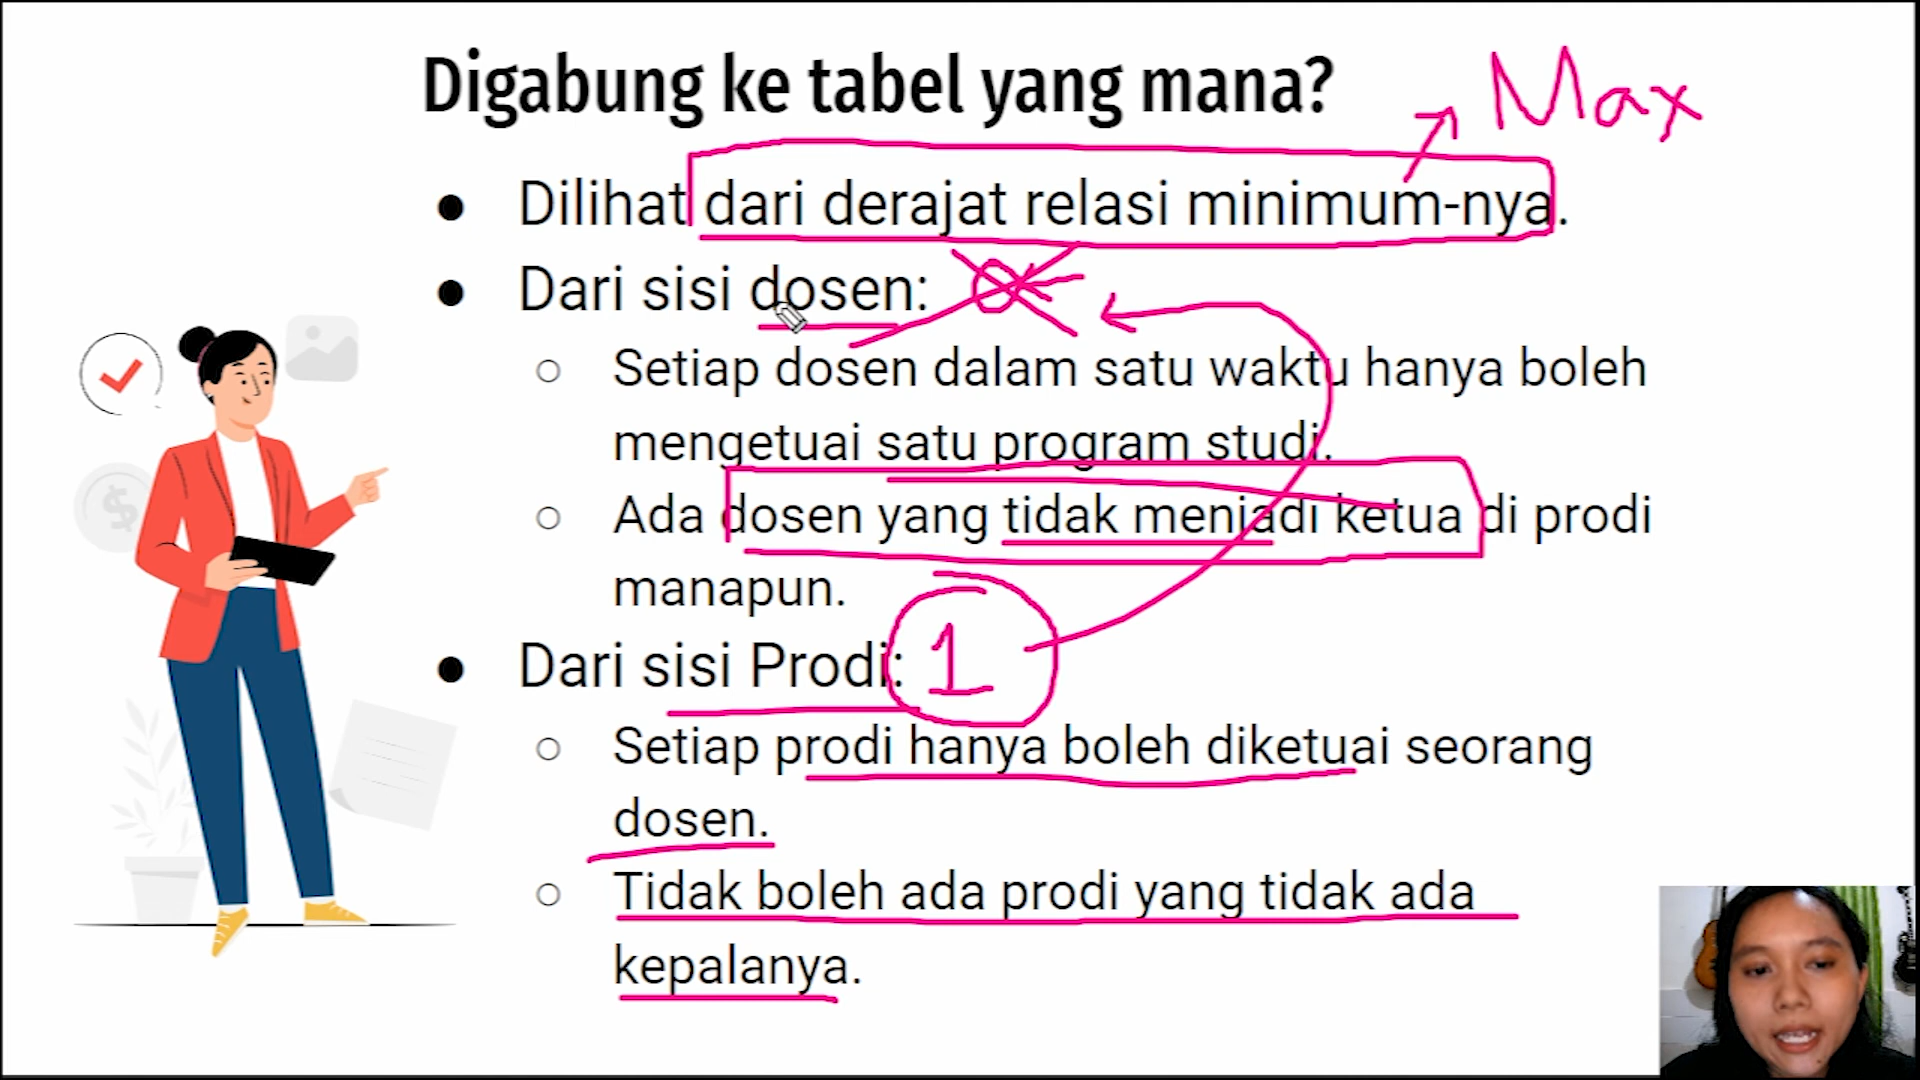 Digabung ke tabel yang mana?
Max
Dilihat dari derajat relasi minimum-nya.
Dari sisi dosen:
Setiap dosen dalam satu waktu hanya boleh
mengetuai satu program studi.
Ada dosen yang tidak menjadi ketua di prodi
manapun.
Dari sisi Prodi: 1
Setiap prodi hanya boleh diketuai seorang
dosen.
Tidak boleh ada prodi yang tidak ada
kepalanya.